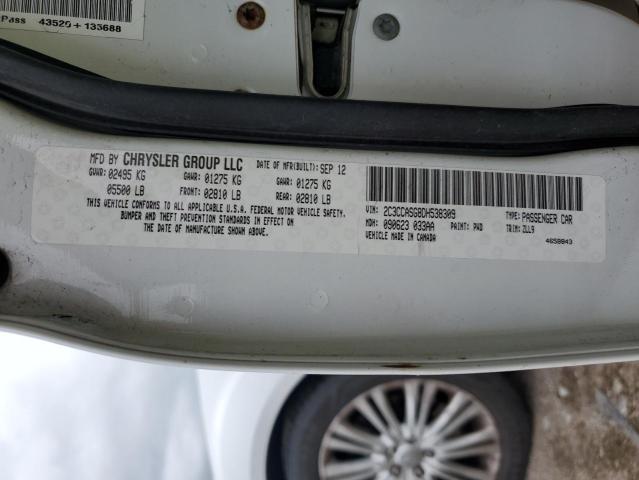 Pass 43520+133688
MFD BY CHRYSLER GROUP LLC DATE OF MFR(BUILT): SEP 12
GVWR: 02495 KG GAWR: 01275 KG GAWR: 01275 KG
05500 LB FRONT: 02810 LB REAR: 02810 LB
THIS VEHICLE CONFORMS TO ALL APPLICABLE U.S.A. FEDERAL MOTOR VEHICLE SAFETY,
BUMPER AND THEFT PREVENTION STANDARDS IN EFFECT ON
THE DATE OF MANUFACTURE SHOWN ABOVE.
VIN: 2C3CCASG8DH538309 TYPE: PASSENGER CAR
MDH: 090623 033AA PAINT: PWD TRIM: ZLL9
VEHICLE MADE IN CANADA 4658843